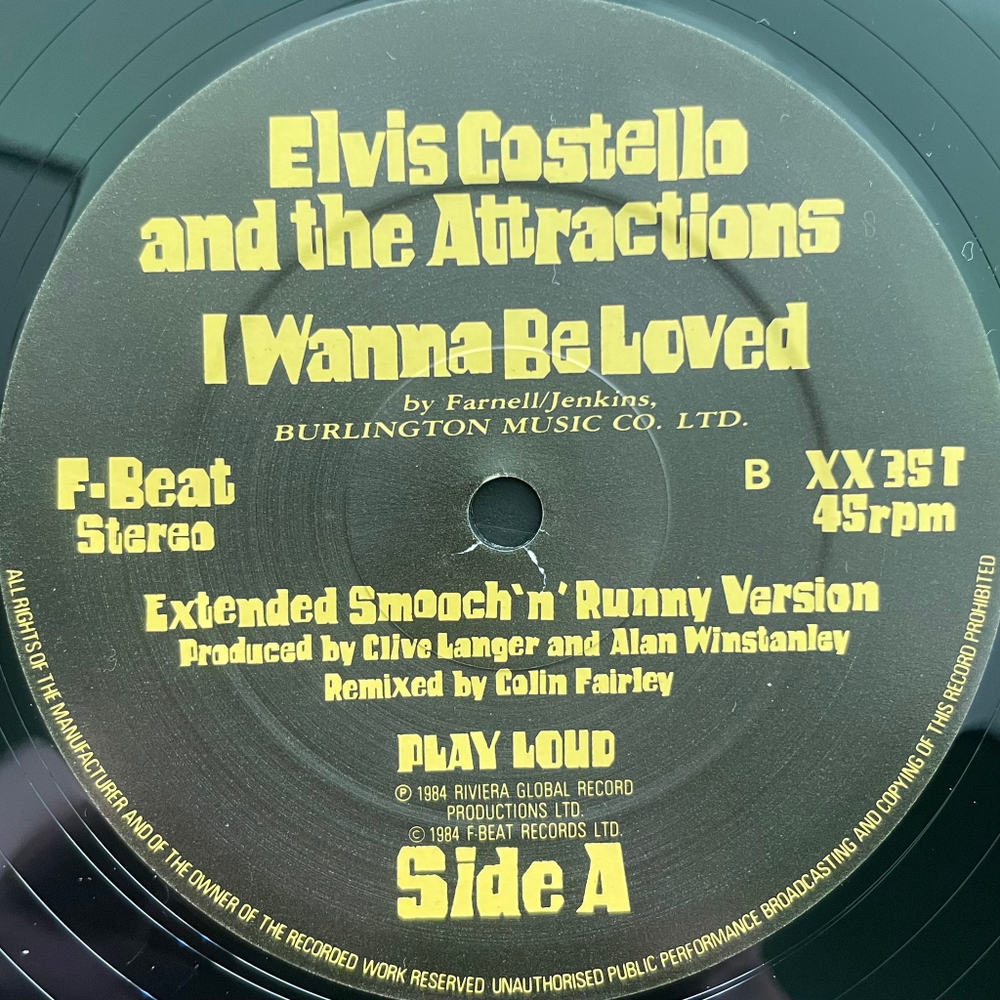 Elvis Costello
and the Attractions
I Wanna Be Loved
by Farnell/Jenkins,
BURLINGTON MUSIC CO. LTD.
F-Beat
Stereo
B XX 35 T
45rpm
Extended Smooch 'n' Runny Version
Produced by Clive Langer and Alan Winstanley
Remixed by Colin Fairley
PLAY LOUD
℗ 1984 RIVIERA GLOBAL RECORD
PRODUCTIONS LTD.
© 1984 F-BEAT RECORDS LTD.
Side A
ALL RIGHTS OF THE MANUFACTURER AND OF THE OWNER OF THE RECORDED WORK RESERVED UNAUTHORISED PUBLIC PERFORMANCE BROADCASTING AND COPYING OF THIS RECORD PROHIBITED